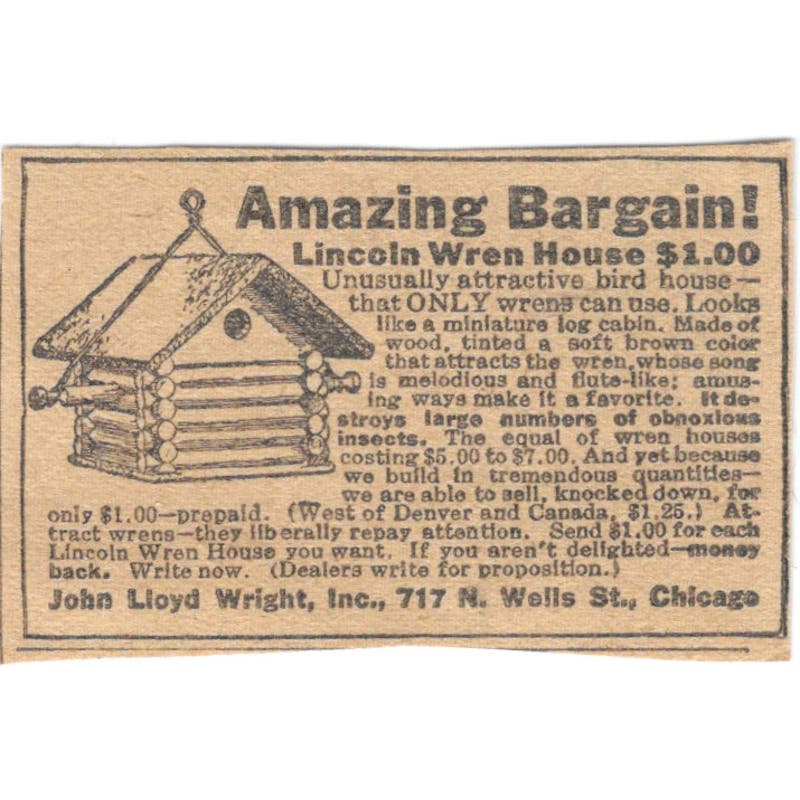 Amazing Bargain!
Lincoln Wren House $1.00
Unusually attractive bird house—
that ONLY wrens can use. Looks
like a miniature log cabin. Made of
wood, tinted a soft brown color
that attracts the wren, whose song
is melodious and flute-like; amus-
ing ways make it a favorite. It de-
stroys large numbers of obnoxious
insects. The equal of wren houses
costing $5.00 to $7.00. And yet because
we build in tremendous quantities—
we are able to sell, knocked down, for
only $1.00—prepaid. (West of Denver and Canada, $1.25.) At-
tract wrens—they liberally repay attention. Send $1.00 for each
Lincoln Wren House you want. If you aren't delighted—money
back. Write now. (Dealers write for proposition.)
John Lloyd Wright, Inc., 717 N. Wells St., Chicago